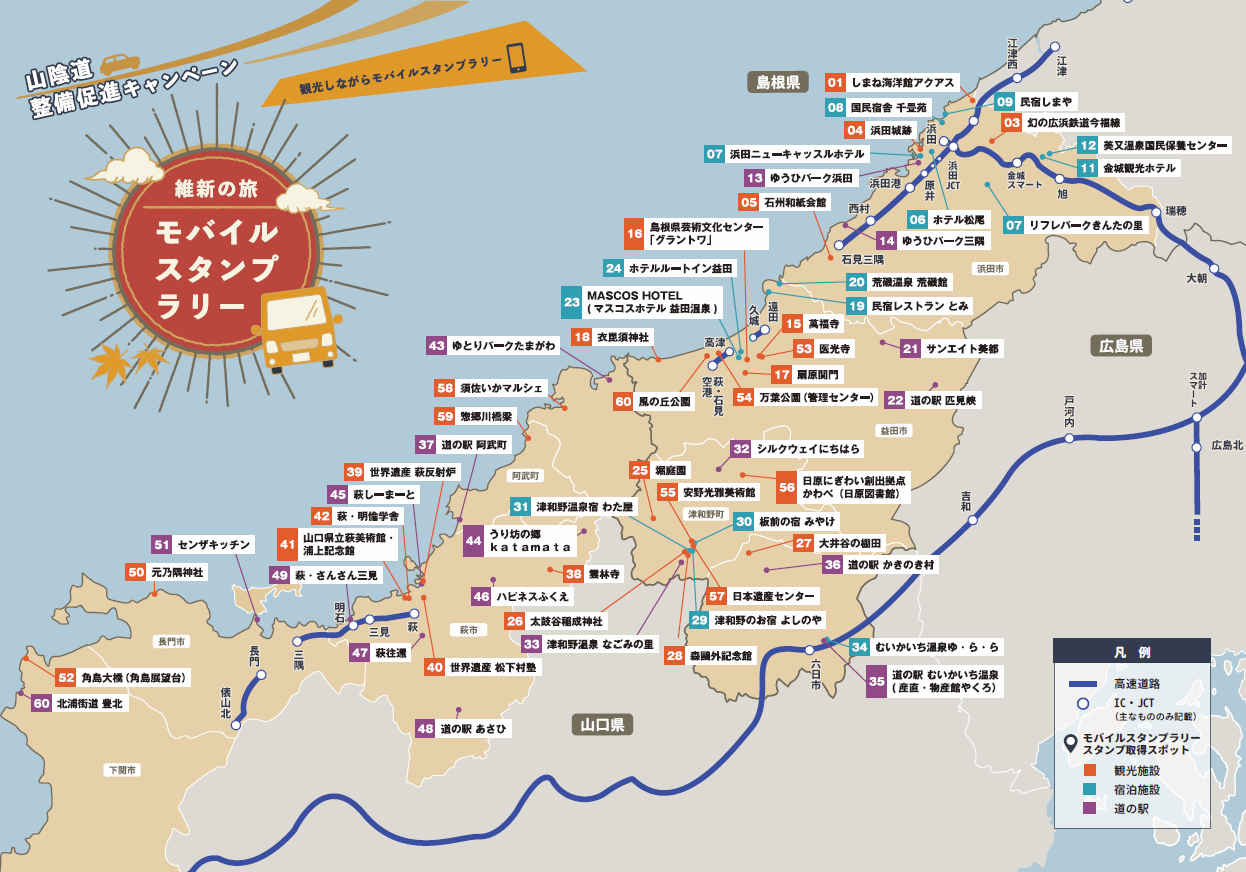 山陰道
整備促進キャンペーン
観光しながらモバイルスタンプラリー
維新の旅
モバイル
スタンプ
ラリー
島根県
広島県
山口県
江津西
江津
01 しまね海洋館アクアス
08 国民宿舎 千畳苑
09 民宿しまや
04 浜田城跡
03 幻の広浜鉄道今福線
浜田
07 浜田ニューキャッスルホテル
12 美又温泉国民保養センター
11 金城観光ホテル
13 ゆうひパーク浜田
浜田港
原井
浜田JCT
金城
スマート
旭
05 石州和紙会館
西村
06 ホテル松尾
07 リフレパークきんたの里
瑞穂
14 ゆうひパーク三隅
石見三隅
浜田市
大朝
16 島根県芸術文化センター
「グラントワ」
24 ホテルルートイン益田
20 荒磯温泉 荒磯館
23 MASCOS HOTEL
( マスコスホテル 益田温泉 )
19 民宿レストラン とみ
遠田
久城
15 萬福寺
18 衣毘須神社
高津
43 ゆとりパークたまがわ
53 医光寺
21 サンエイト美都
17 扇原関門
58 須佐いかマルシェ
60 風の丘公園
萩・石見
空港
54 万葉公園(管理センター)
22 道の駅 匹見峡
加計
スマート
戸河内
59 惣郷川橋梁
益田市
37 道の駅 阿武町
32 シルクウェイにちはら
広島北
39 世界遺産 萩反射炉
阿武町
25 堀庭園
56 日原にぎわい創出拠点
かわべ(日原図書館)
45 萩しーまーと
55 安野光雅美術館
吉和
42 萩・明倫学舎
31 津和野温泉宿 わた屋
津和野町
30 板前の宿 みやけ
41 山口県立萩美術館・
浦上記念館
44 うり坊の郷
katamata
27 大井谷の棚田
51 センザキッチン
36 道の駅 かきのき村
50 元乃隅神社
49 萩・さんさん三見
38 雲林寺
46 ハピネスふくえ
57 日本遺産センター
明石
三見
萩
26 太鼓谷稲成神社
29 津和野のお宿 よしのや
長門市
三隅
萩市
33 津和野温泉 なごみの里
47 萩往還
28 森鷗外記念館
34 むいかいち温泉ゆ・ら・ら
長門
40 世界遺産 松下村塾
六日市
52 角島大橋(角島展望台)
35 道の駅 むいかいち温泉
( 産直・物産館やくろ)
60 北浦街道 豊北
俵山北
48 道の駅 あさひ
下関市
凡 例
高速道路
IC・JCT
(主なもののみ記載)
モバイルスタンプラリー
スタンプ取得スポット
観光施設
宿泊施設
道の駅